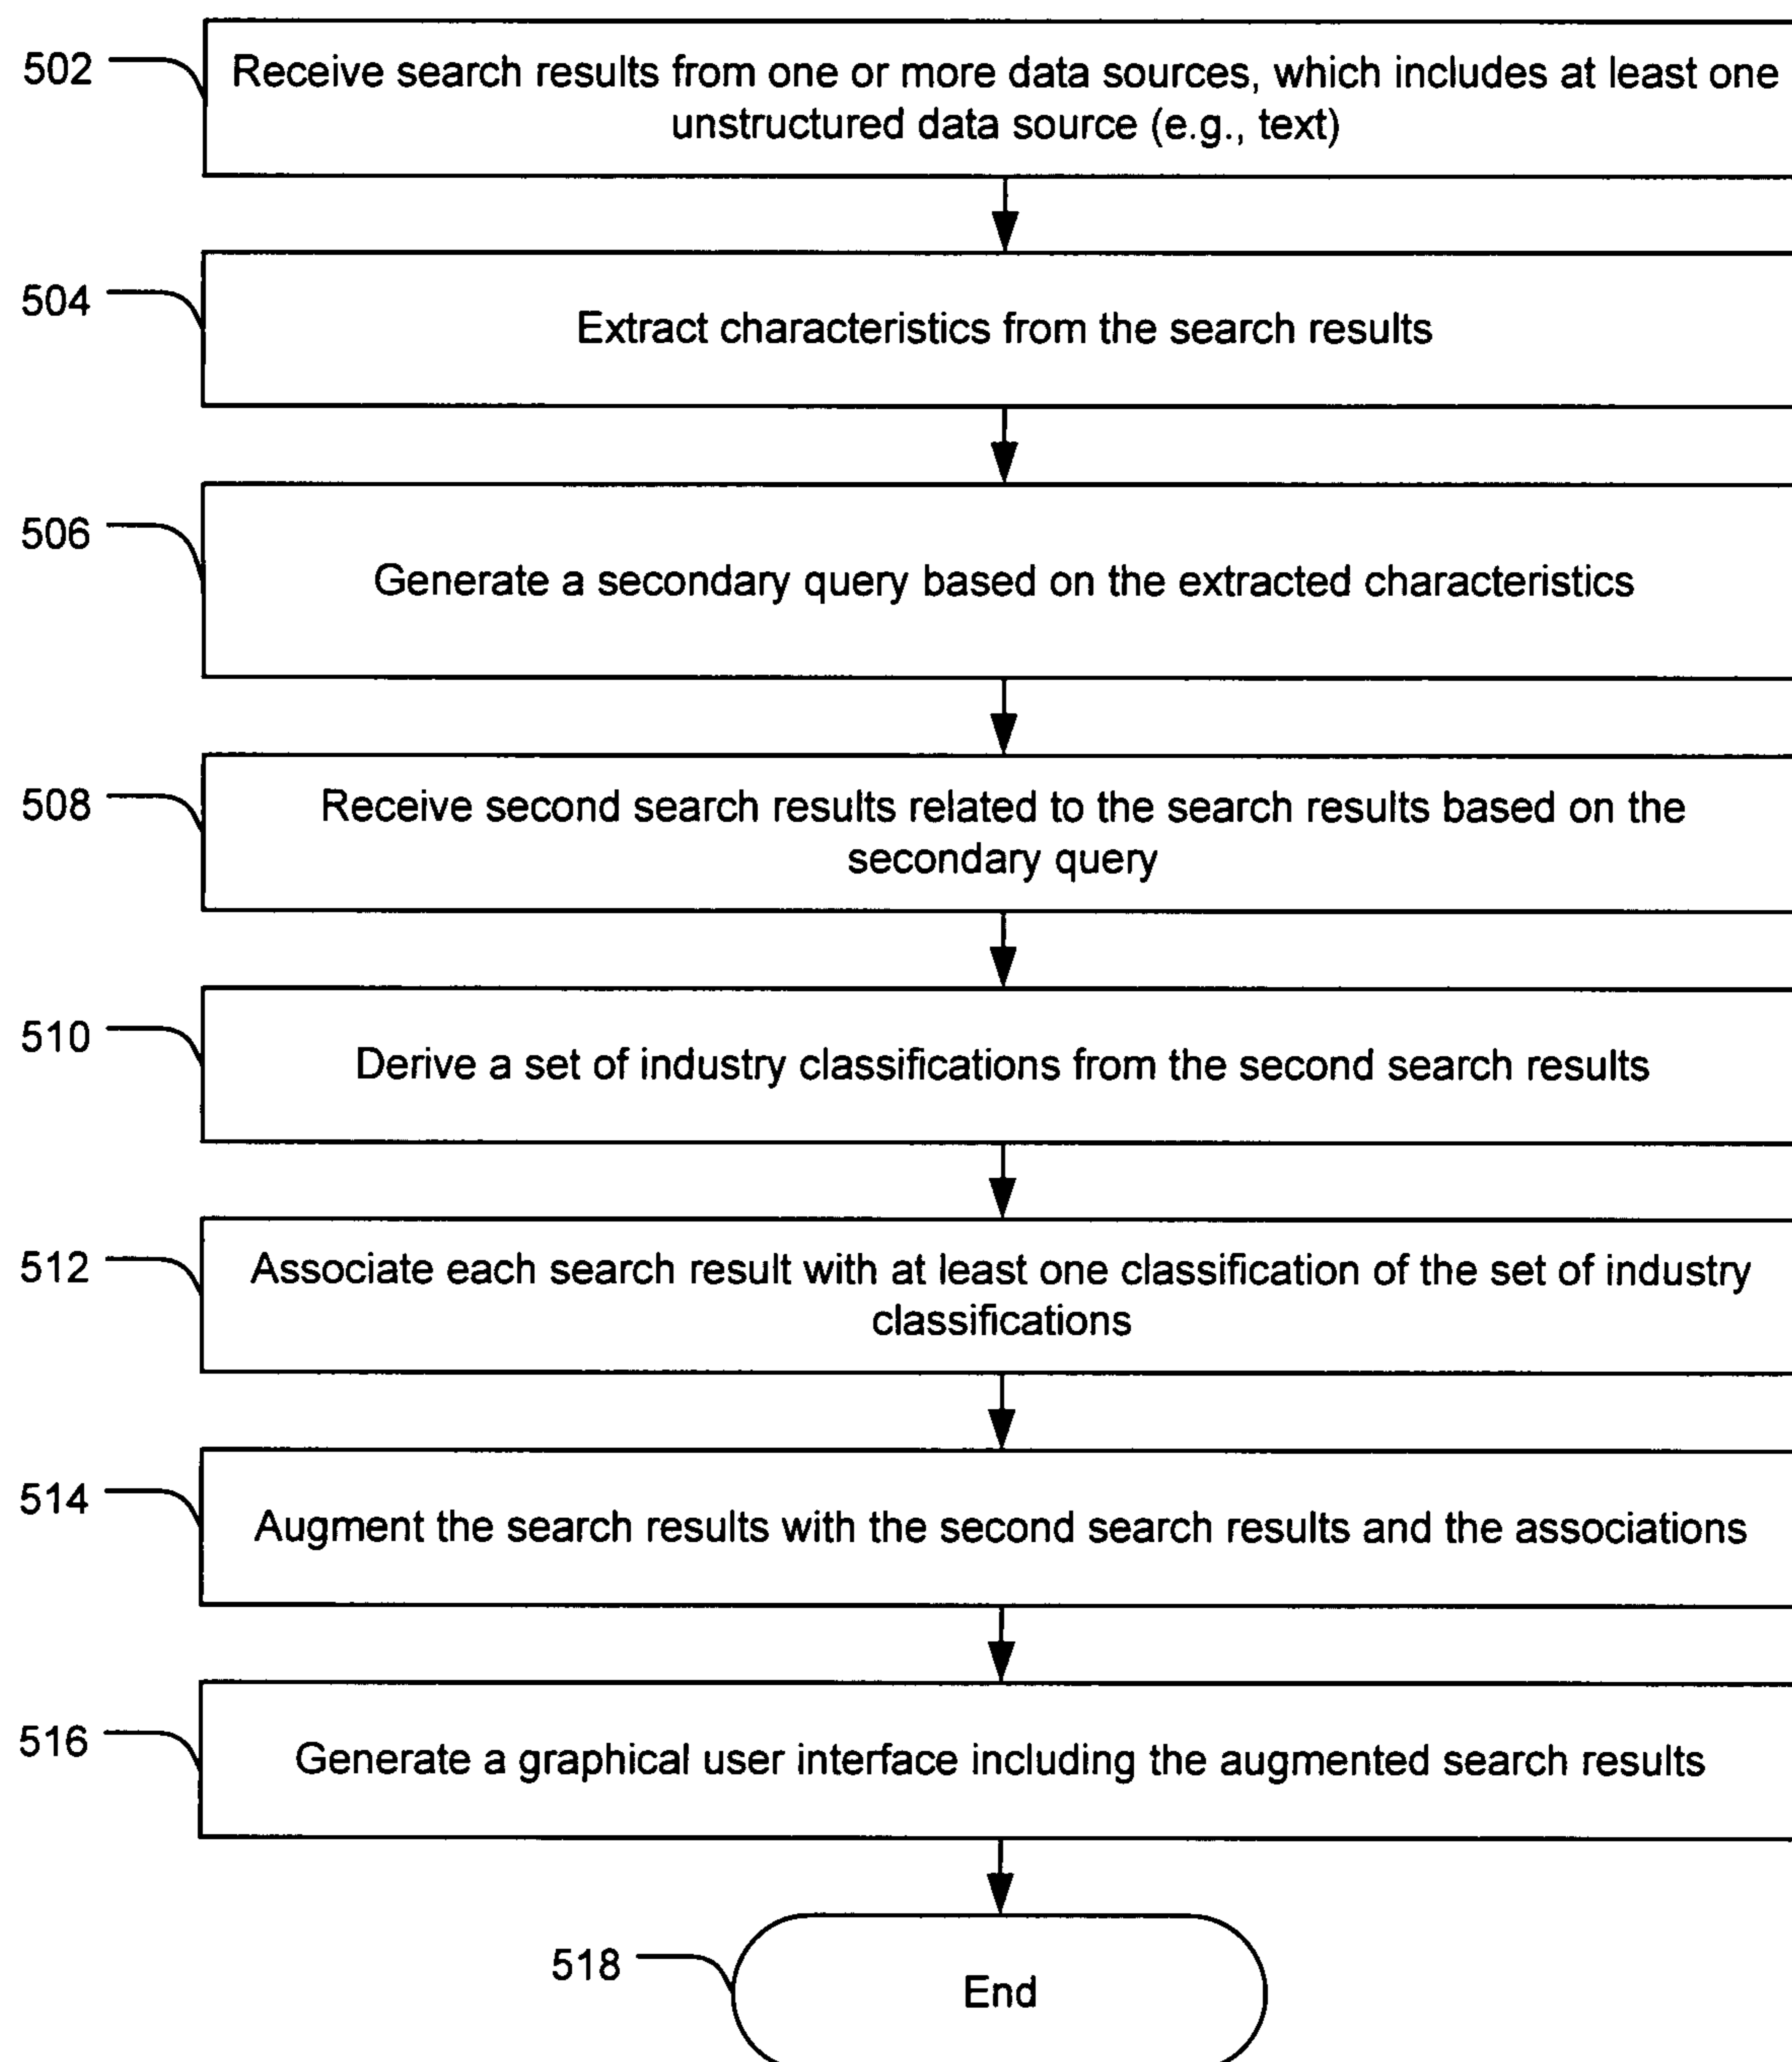 502
Receive search results from one or more data sources, which includes at least one
unstructured data source (e.g., text)
504
Extract characteristics from the search results
506
Generate a secondary query based on the extracted characteristics
508
Receive second search results related to the search results based on the
secondary query
510
Derive a set of industry classifications from the second search results
512
Associate each search result with at least one classification of the set of industry
classifications
514
Augment the search results with the second search results and the associations
516
Generate a graphical user interface including the augmented search results
518
End